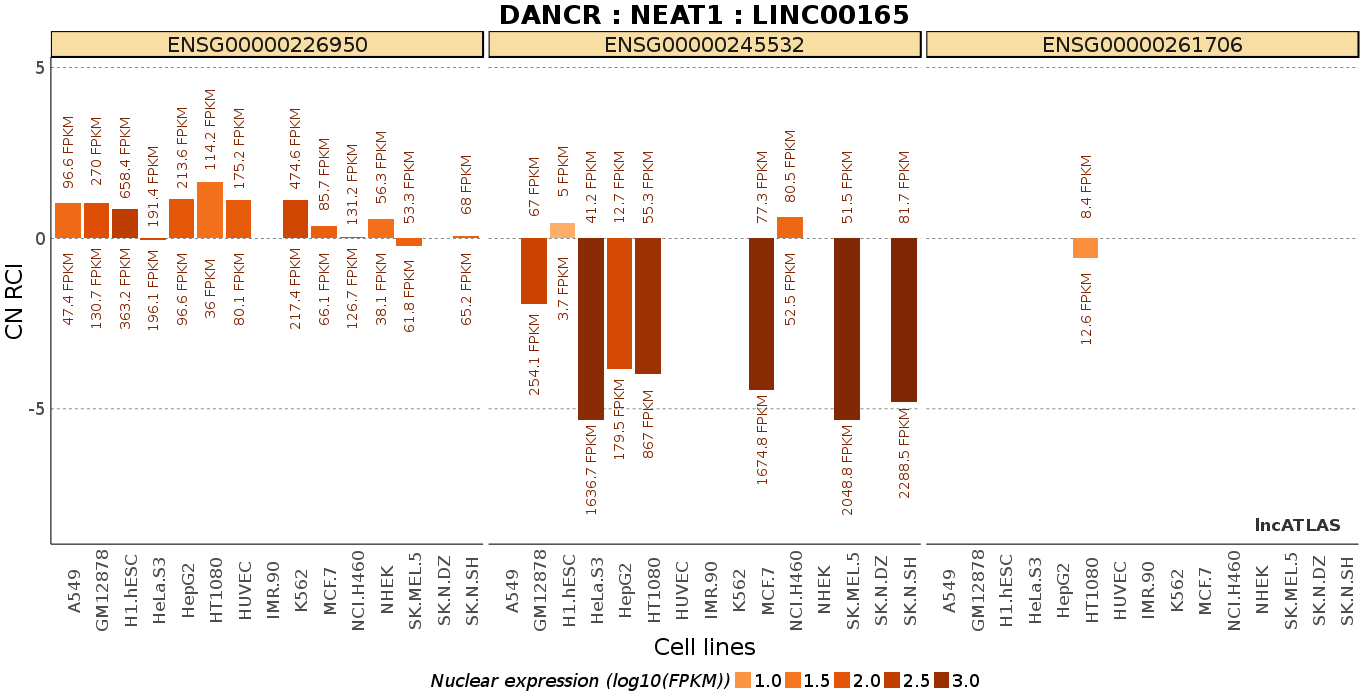 DANCR : NEAT1 : LINC00165
ENSG00000226950
ENSG00000245532
ENSG00000261706
CN RCI
5
0
-5
96.6 FPKM
270 FPKM
658.4 FPKM
191.4 FPKM
213.6 FPKM
114.2 FPKM
175.2 FPKM
474.6 FPKM
85.7 FPKM
131.2 FPKM
56.3 FPKM
53.3 FPKM
68 FPKM
47.4 FPKM
130.7 FPKM
363.2 FPKM
196.1 FPKM
96.6 FPKM
36 FPKM
80.1 FPKM
217.4 FPKM
66.1 FPKM
126.7 FPKM
38.1 FPKM
61.8 FPKM
65.2 FPKM
67 FPKM
5 FPKM
41.2 FPKM
12.7 FPKM
55.3 FPKM
77.3 FPKM
80.5 FPKM
51.5 FPKM
81.7 FPKM
254.1 FPKM
3.7 FPKM
1636.7 FPKM
179.5 FPKM
867 FPKM
1674.8 FPKM
52.5 FPKM
2048.8 FPKM
2288.5 FPKM
8.4 FPKM
12.6 FPKM
lncATLAS
A549
GM12878
H1.hESC
HeLa.S3
HepG2
HT1080
HUVEC
IMR.90
K562
MCF.7
NCI.H460
NHEK
SK.MEL.5
SK.N.DZ
SK.N.SH
A549
GM12878
H1.hESC
HeLa.S3
HepG2
HT1080
HUVEC
IMR.90
K562
MCF.7
NCI.H460
NHEK
SK.MEL.5
SK.N.DZ
SK.N.SH
A549
GM12878
H1.hESC
HeLa.S3
HepG2
HT1080
HUVEC
IMR.90
K562
MCF.7
NCI.H460
NHEK
SK.MEL.5
SK.N.DZ
SK.N.SH
Cell lines
Nuclear expression (log10(FPKM)) 1.0 1.5 2.0 2.5 3.0